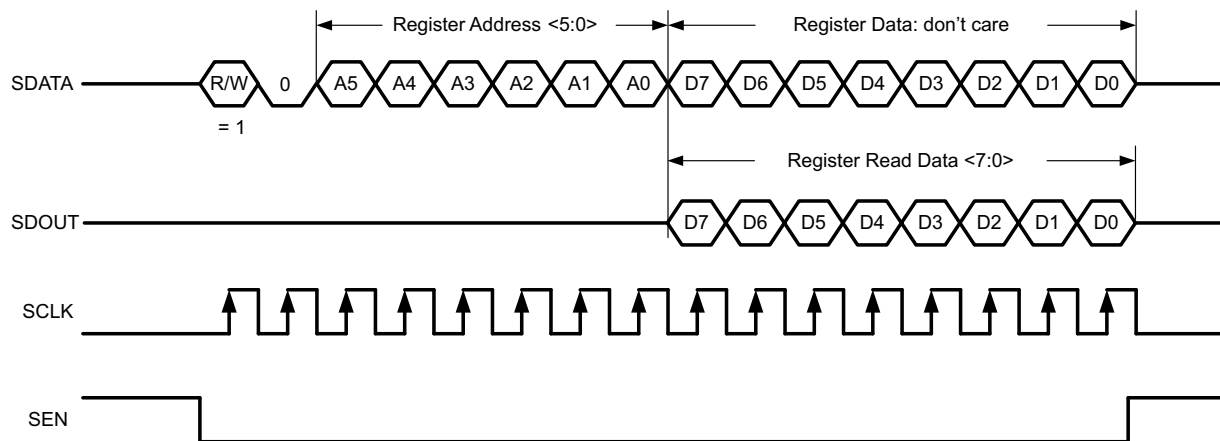 Register Address <5:0> Register Data: don't care
SDATA R/W 0 A5 A4 A3 A2 A1 A0 D7 D6 D5 D4 D3 D2 D1 D0
= 1
Register Read Data <7:0>
SDOUT D7 D6 D5 D4 D3 D2 D1 D0
SCLK
SEN